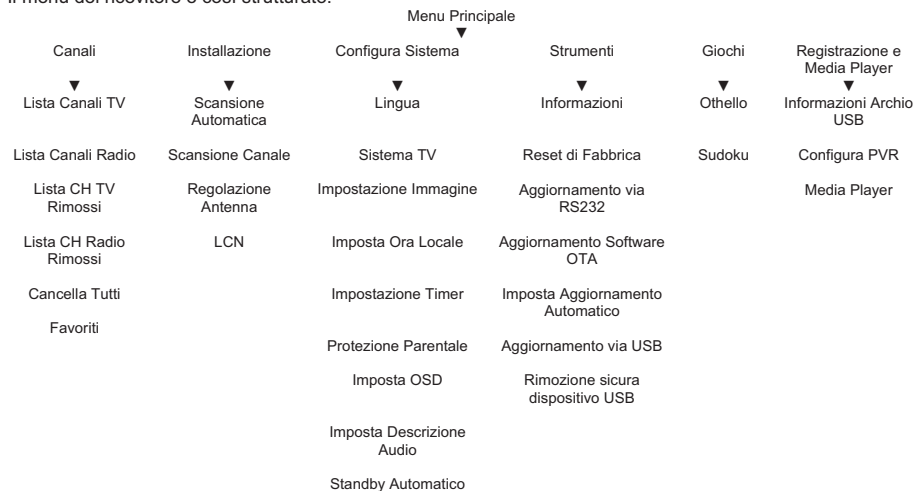 Il menu del ricevitore è così strutturato:
Menu Principale
▼
Canali
▼
Lista Canali TV
Lista Canali Radio
Lista CH TV
Rimossi
Lista CH Radio
Rimossi
Cancella Tutti
Favoriti
Installazione
▼
Scansione
Automatica
Scansione Canale
Regolazione
Antenna
LCN
Configura Sistema
▼
Lingua
Sistema TV
Impostazione Immagine
Imposta Ora Locale
Impostazione Timer
Protezione Parentale
Imposta OSD
Imposta Descrizione
Audio
Standby Automatico
Strumenti
▼
Informazioni
Reset di Fabbrica
Aggiornamento via
RS232
Aggiornamento Software
OTA
Imposta Aggiornamento
Automatico
Aggiornamento via USB
Rimozione sicura
dispositivo USB
Giochi
▼
Othello
Sudoku
Registrazione e
Media Player
▼
Informazioni Archio
USB
Configura PVR
Media Player